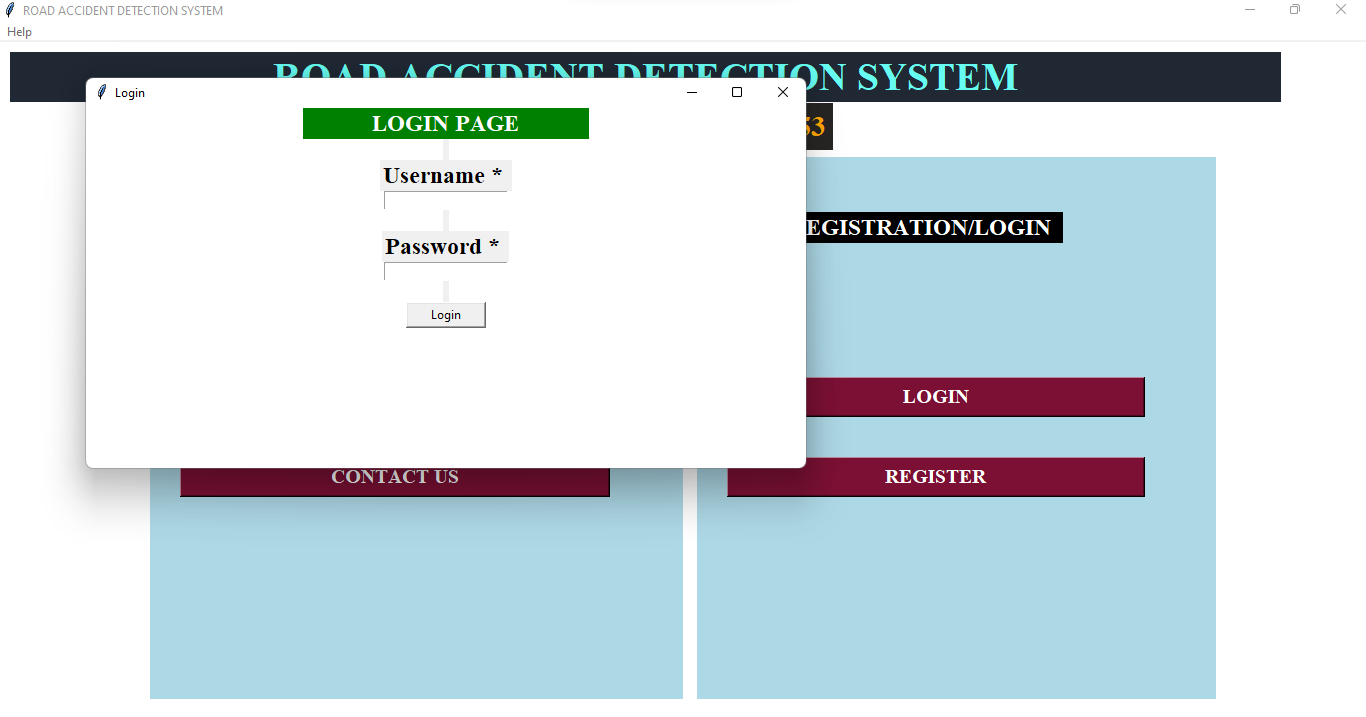 ROAD ACCIDENT DETECTION SYSTEM
Help
ROAD ACCIDENT DETECTION SYSTEM
Login
LOGIN PAGE
53
Username *
EGISTRATION/LOGIN
Password *
Login
LOGIN
CONTACT US
REGISTER